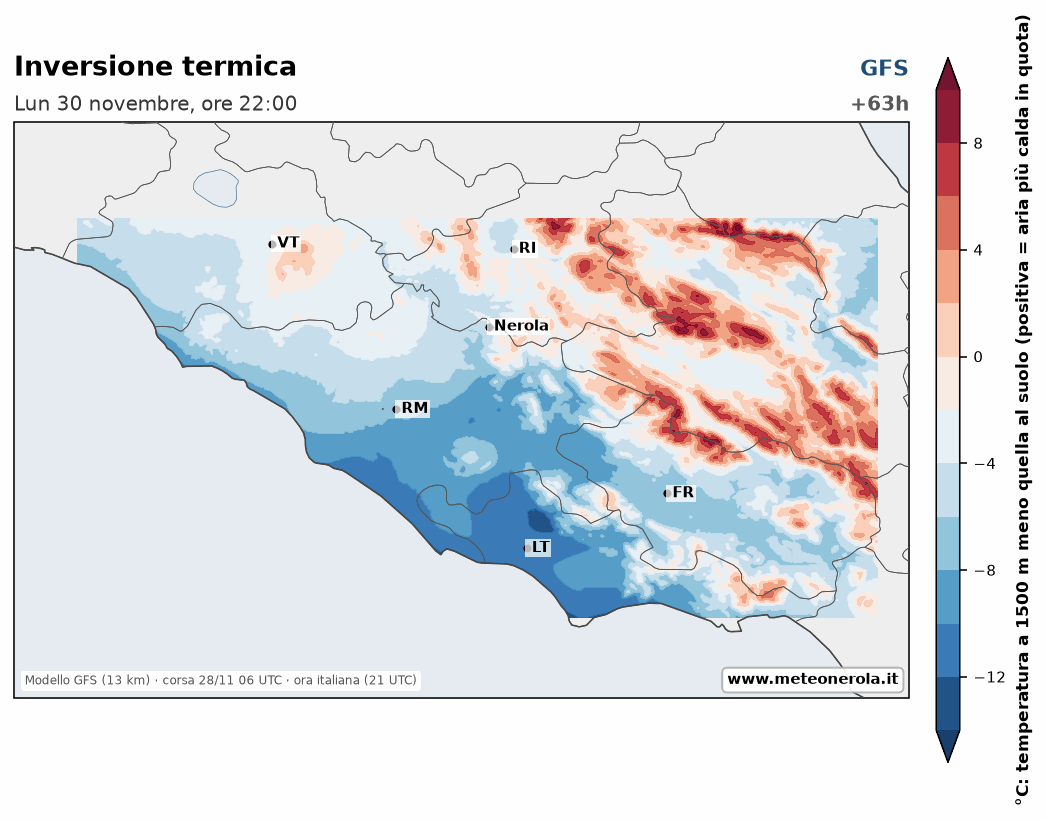 Inversione termica
GFS
Lun 30 novembre, ore 22:00
+63h
VT
RI
Nerola
RM
FR
LT
Modello GFS (13 km) · corsa 28/11 06 UTC · ora italiana (21 UTC)
www.meteonerola.it
8
4
0
−4
−8
−12
°C: temperatura a 1500 m meno quella al suolo (positiva = aria più calda in quota)